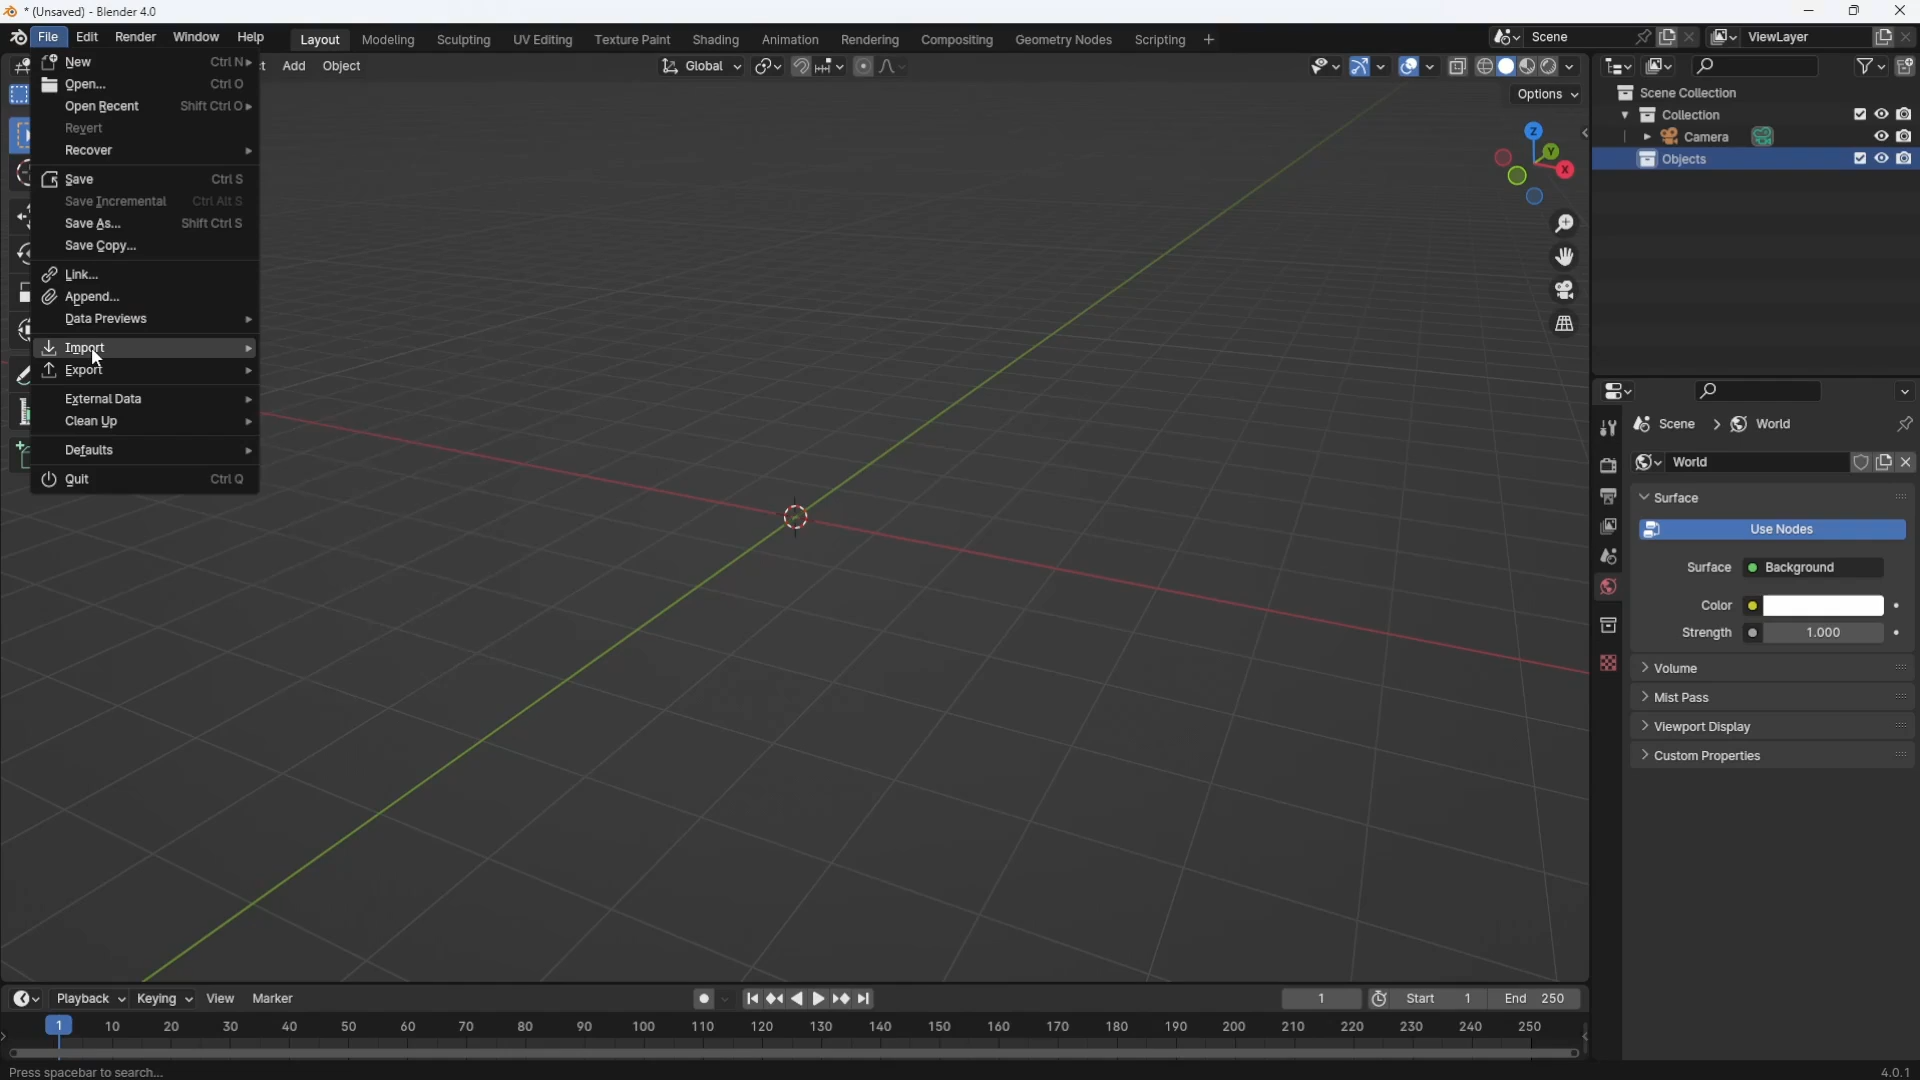 * (Unsaved) - Blender 4.0
File Edit Render Window Help Layout Modeling Sculpting UV Editing Texture Paint Shading Animation Rendering Compositing Geometry Nodes Scripting + Scene ViewLayer
Add Object Global
Options
New Ctrl N
Open... Ctrl O
Open Recent Shift Ctrl O
Revert
Recover
Save Ctrl S
Save Incremental Ctrl Alt S
Save As... Shift Ctrl S
Save Copy...
Link...
Append...
Data Previews
Import
Export
External Data
Clean Up
Defaults
Quit Ctrl Q
Z
Y
X
Scene Collection
Collection
Camera
Objects
Scene > World
World
Surface
Use Nodes
Surface Background
Color
Strength 1.000
Volume
Mist Pass
Viewport Display
Custom Properties
Playback Keying View Marker 1 Start 1 End 250
1 10 20 30 40 50 60 70 80 90 100 110 120 130 140 150 160 170 180 190 200 210 220 230 240 250
Press spacebar to search... 4.0.1